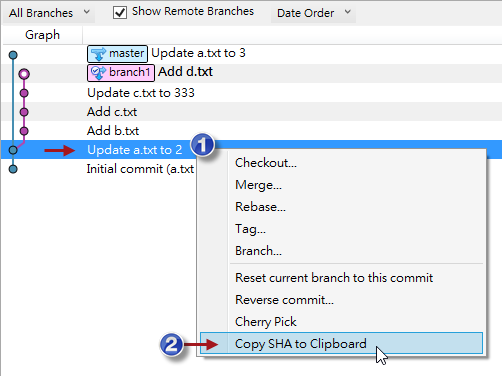 All Branches Show Remote Branches Date Order
Graph
master Update a.txt to 3
branch1 Add d.txt
Update c.txt to 333
Add c.txt
Add b.txt
Update a.txt to 2 1
Initial commit (a.txt
Checkout...
Merge...
Rebase...
Tag...
Branch...
Reset current branch to this commit
Reverse commit...
Cherry Pick
2 Copy SHA to Clipboard